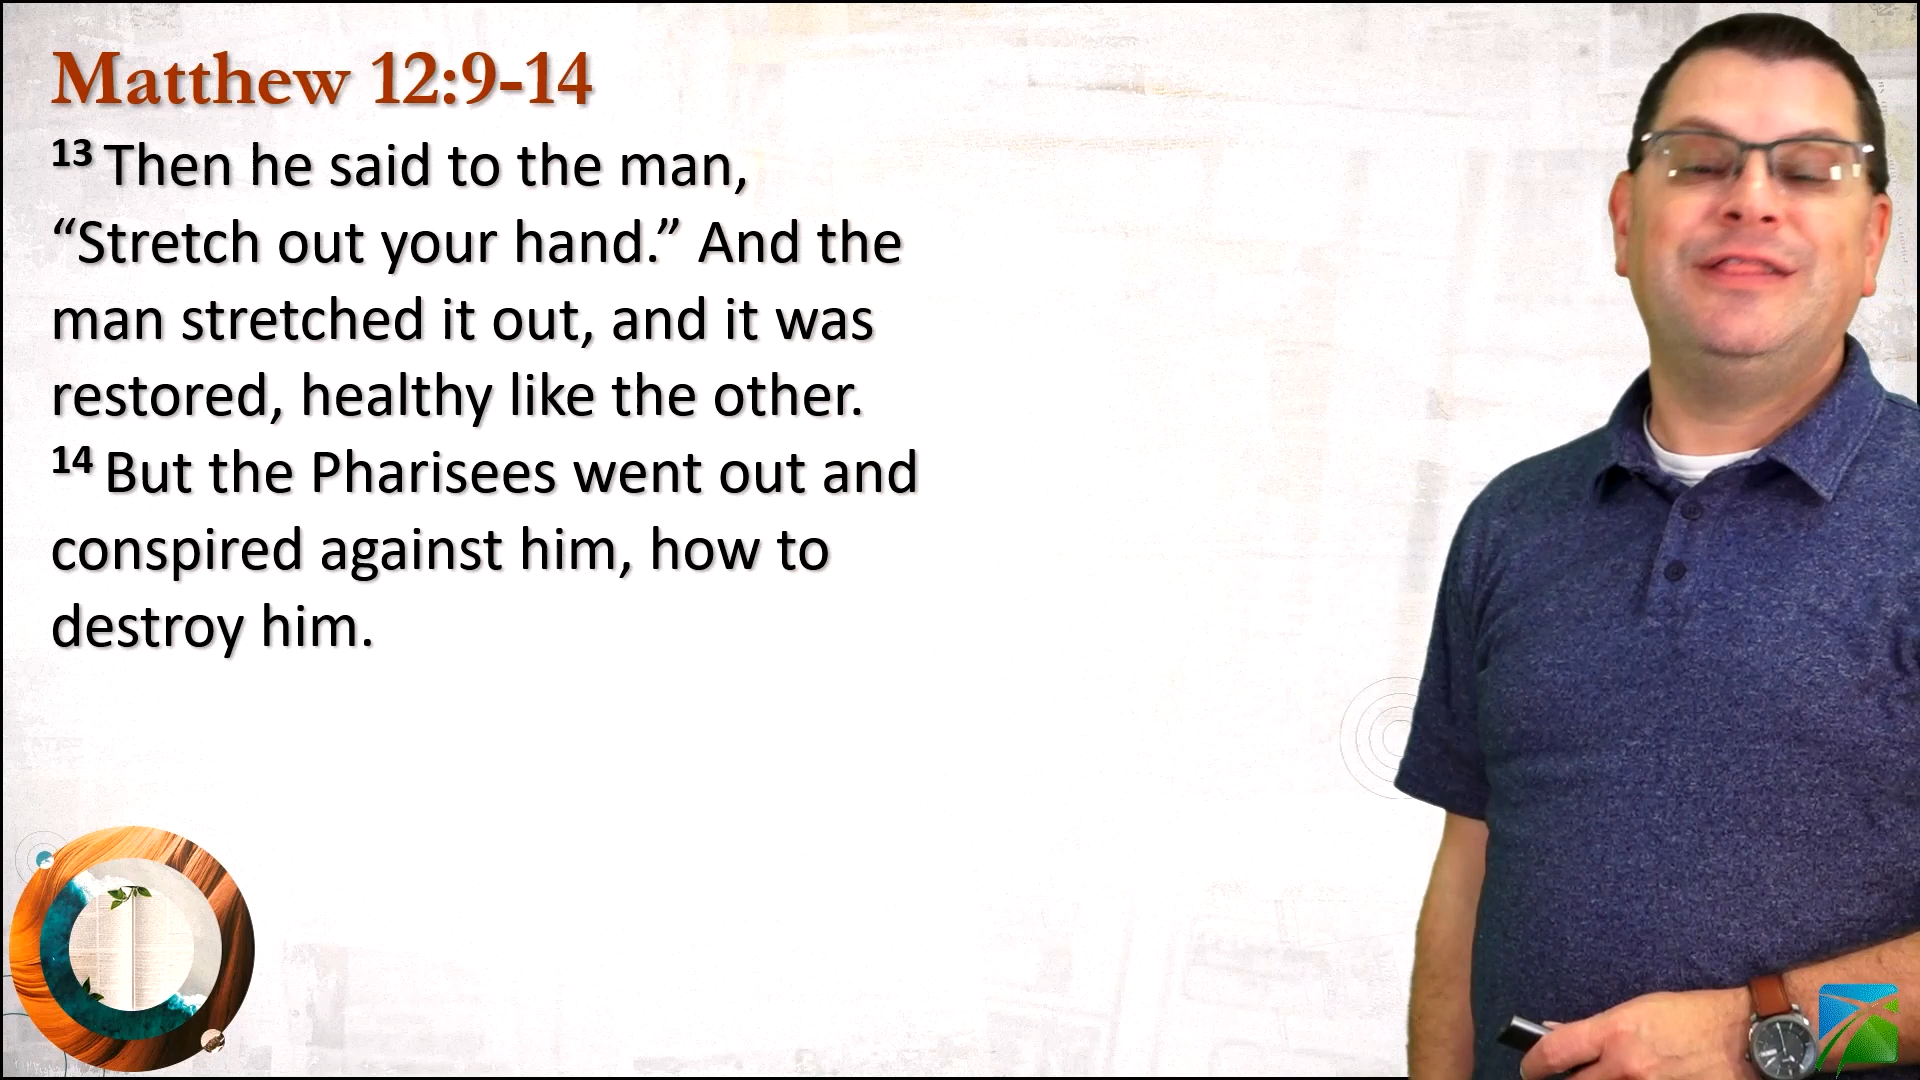 Matthew 12:9-14
13 Then he said to the man,
“Stretch out your hand.” And the
man stretched it out, and it was
restored, healthy like the other.
14 But the Pharisees went out and
conspired against him, how to
destroy him.